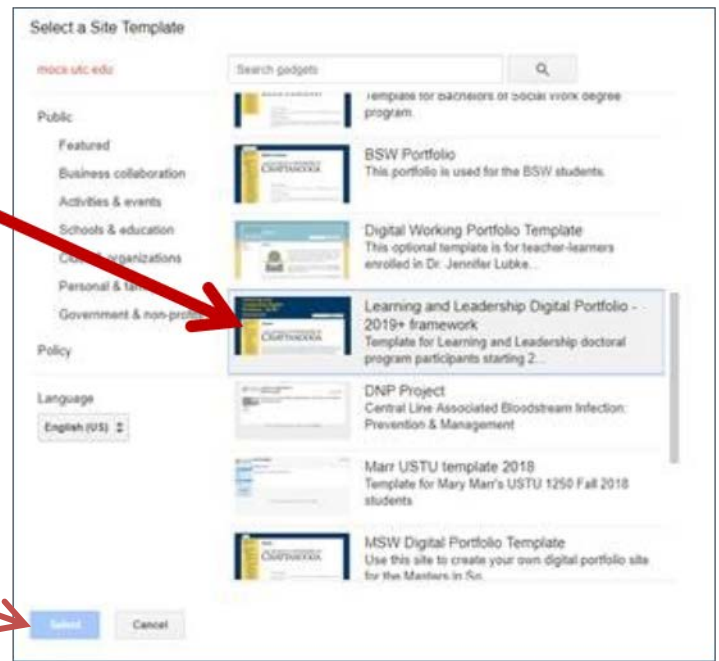 Select a Site Template
mocs.utc.edu
Search gadgets
Public
Featured
Business collaboration
Activities & events
Schools & education
organizations
Personal &
Government & non-profit
Policy
Language
English (US)
Template for Bachelors of Social Work degree
program.
BSW Portfolio
This portfolio is used for the BSW students.
Digital Working Portfolio Template
This optional template is for teacher-learners
enrolled in Dr. Jennifer Lubke...
Learning and Leadership Digital Portfolio -
2019+ framework
Template for Learning and Leadership doctoral
program participants starting 2...
DNP Project
Central Line Associated Bloodstream Infection:
Prevention & Management
Marr USTU template 2018
Template for Mary Marr's USTU 1250 Fall 2018
students
MSW Digital Portfolio Template
Use this site to create your own digital portfolio site
for the Masters in So...
CHATTANOOGA
CHATTANOOGA
CHATTANOOGA
Select
Cancel